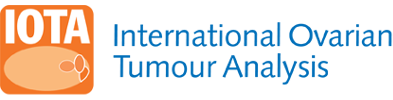 IOTA
International Ovarian
Tumour Analysis